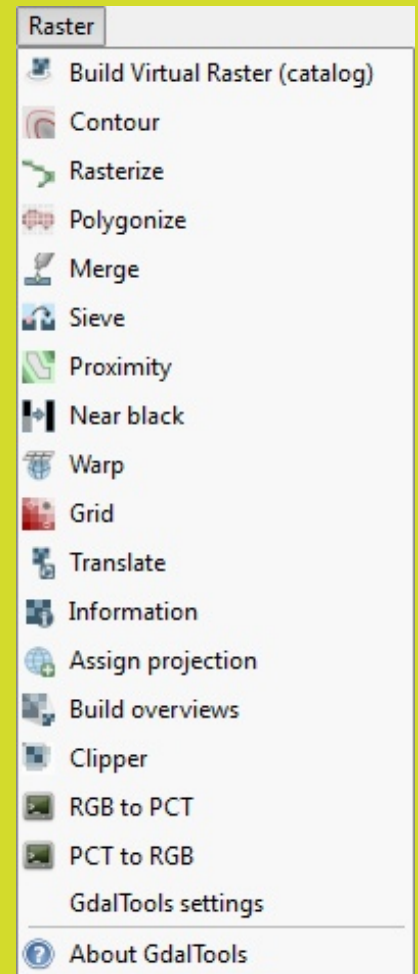 Raster
Build Virtual Raster (catalog)
Contour
Rasterize
Polygonize
Merge
Sieve
Proximity
Near black
Warp
Grid
Translate
Information
Assign projection
Build overviews
Clipper
RGB to PCT
PCT to RGB
GdalTools settings
About GdalTools